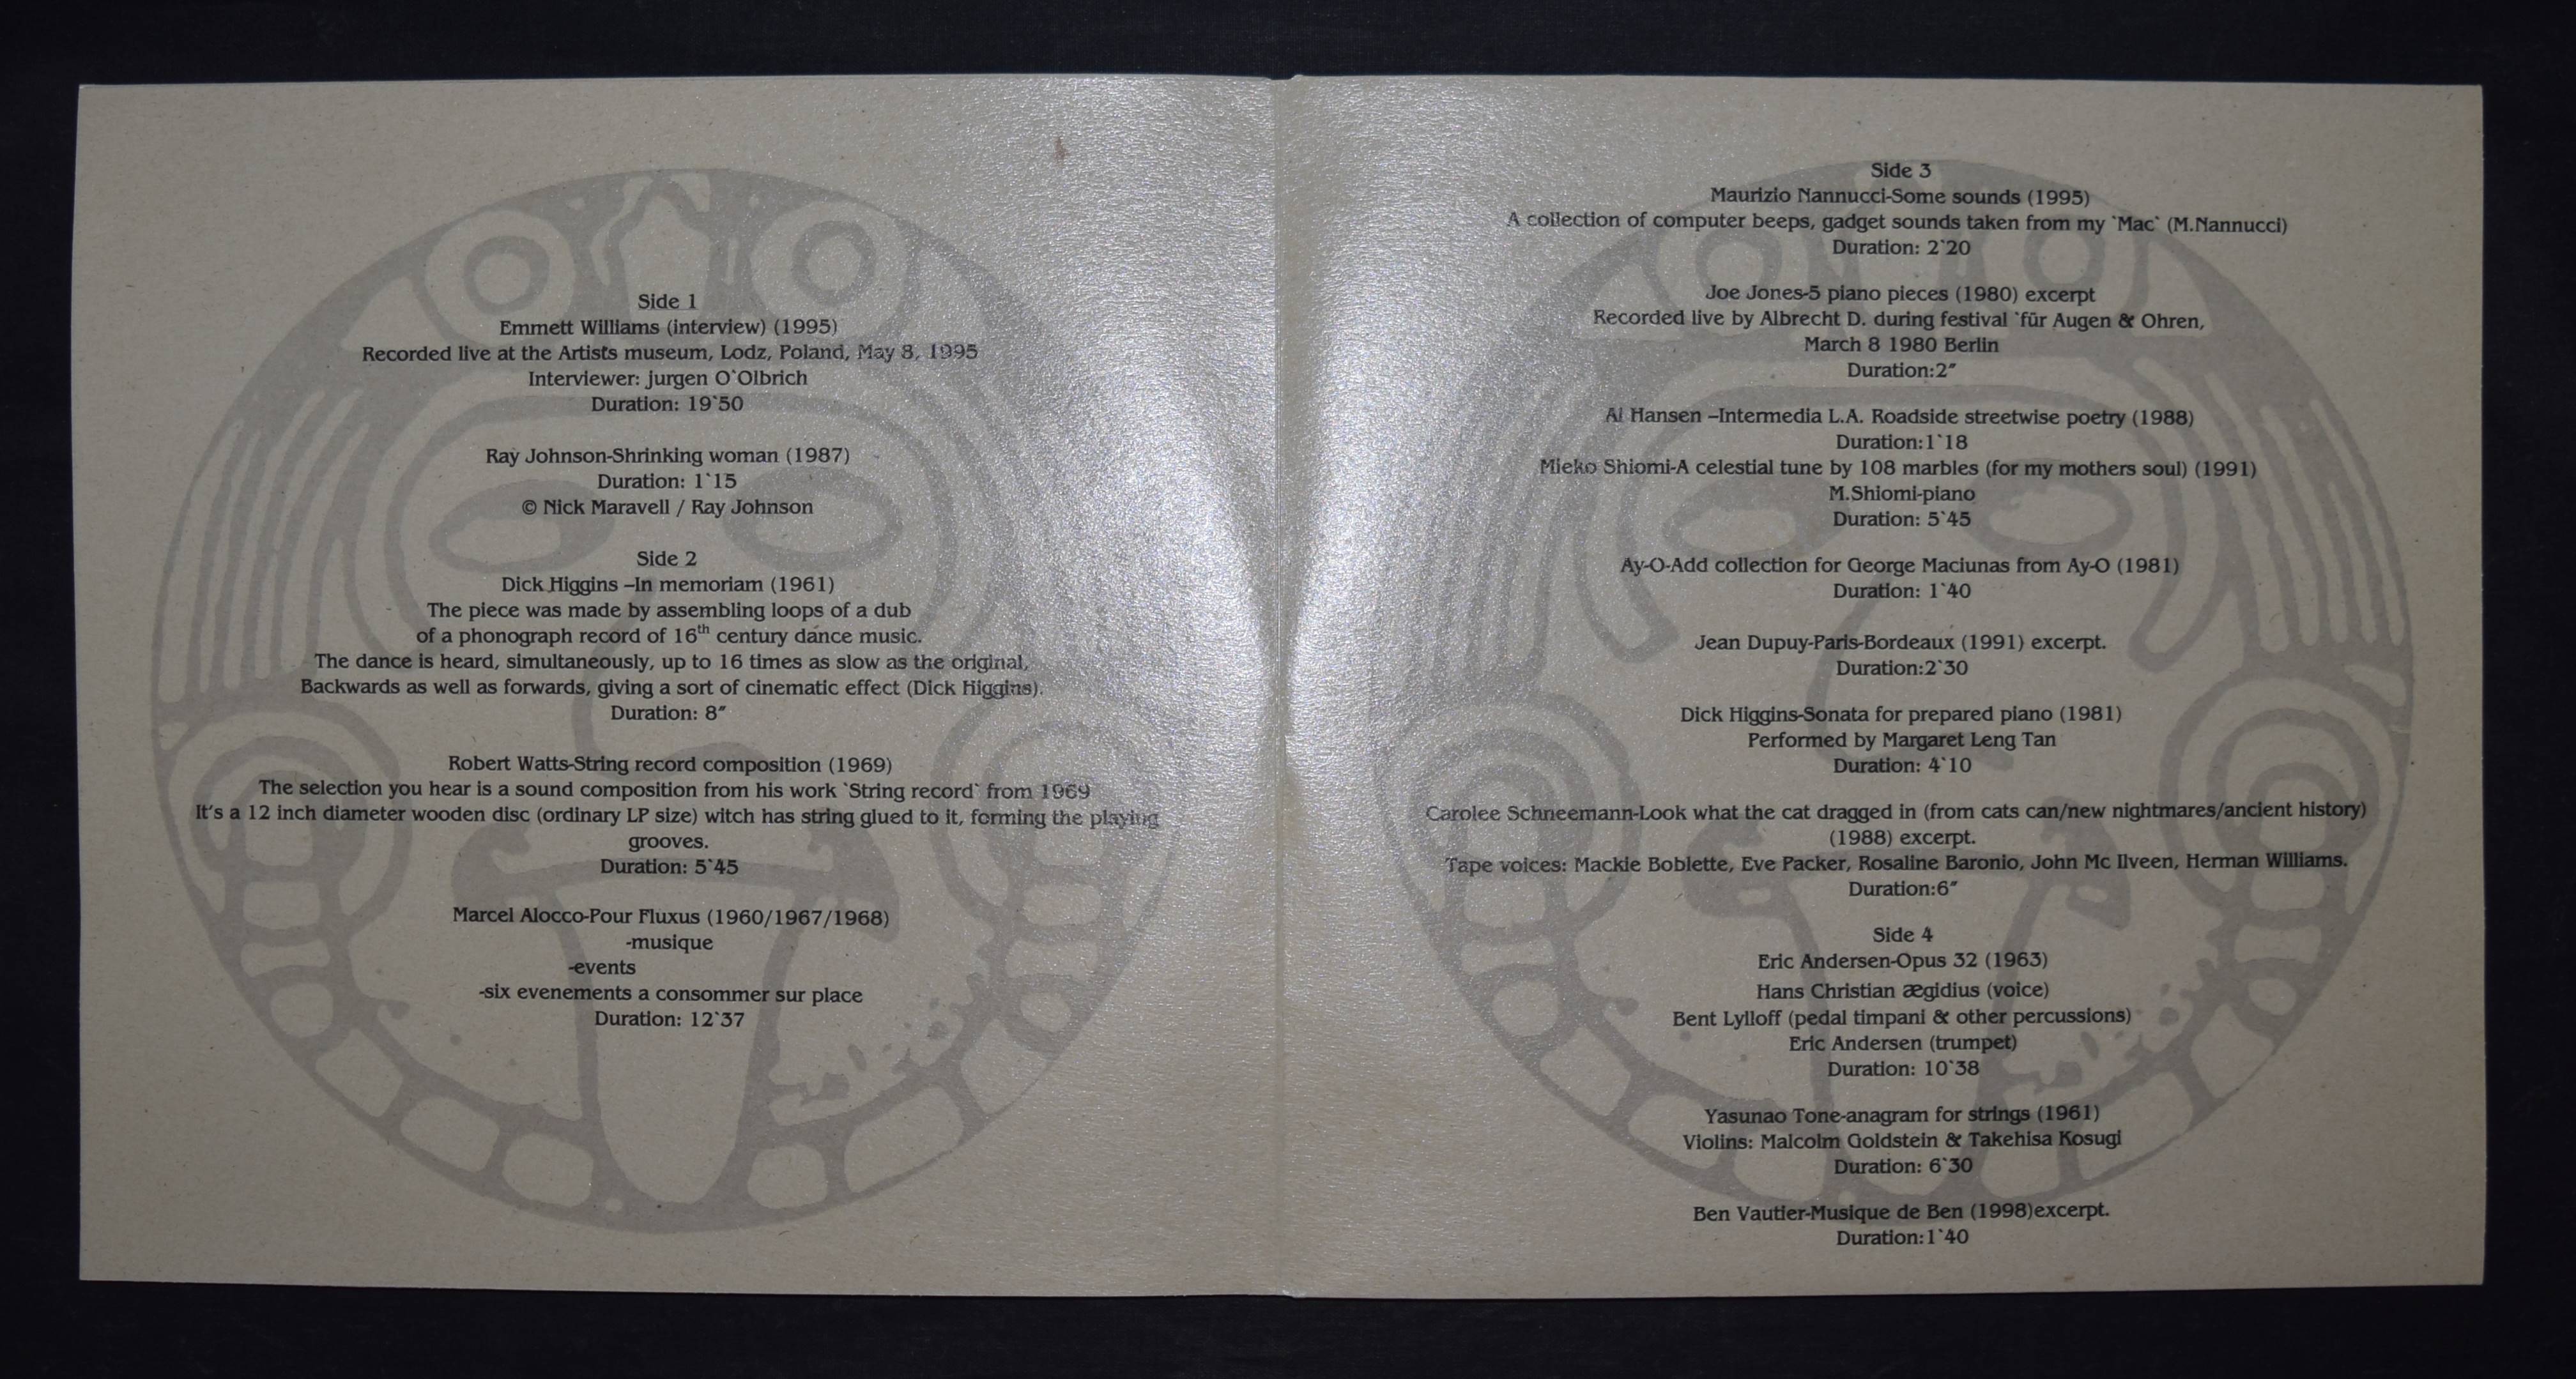 Side 1
Emmett Williams (interview) (1995)
Recorded live at the Artists museum, Lodz, Poland, May 8, 1995
Interviewer: jurgen O`Olbrich
Duration: 19`50
Ray Johnson-Shrinking woman (1987)
Duration: 1`15
© Nick Maravell / Ray Johnson
Side 2
Dick Higgins –In memoriam (1961)
The piece was made by assembling loops of a dub
of a phonograph record of 16th century dance music.
The dance is heard, simultaneously, up to 16 times as slow as the original,
Backwards as well as forwards, giving a sort of cinematic effect (Dick Higgins).
Duration: 8″
Robert Watts-String record composition (1969)
The selection you hear is a sound composition from his work `String record` from 1969
It's a 12 inch diameter wooden disc (ordinary LP size) witch has string glued to it, forming the playing
grooves.
Duration: 5`45
Marcel Alocco-Pour Fluxus (1960/1967/1968)
-musique
-events
-six evenements a consommer sur place
Duration: 12`37
Side 3
Maurizio Nannucci-Some sounds (1995)
A collection of computer beeps, gadget sounds taken from my `Mac` (M.Nannucci)
Duration: 2`20
Joe Jones-5 piano pieces (1980) excerpt
Recorded live by Albrecht D. during festival `für Augen & Ohren,
March 8 1980 Berlin
Duration:2″
Al Hansen –Intermedia L.A. Roadside streetwise poetry (1988)
Duration:1`18
Mieko Shiomi-A celestial tune by 108 marbles (for my mothers soul) (1991)
M.Shiomi-piano
Duration: 5`45
Ay-O-Add collection for George Maciunas from Ay-O (1981)
Duration: 1`40
Jean Dupuy-Paris-Bordeaux (1991) excerpt.
Duration:2`30
Dick Higgins-Sonata for prepared piano (1981)
Performed by Margaret Leng Tan
Duration: 4`10
Carolee Schneemann-Look what the cat dragged in (from cats can/new nightmares/ancient history)
(1988) excerpt.
Tape voices: Mackie Boblette, Eve Packer, Rosaline Baronio, John Mc Ilveen, Herman Williams.
Duration:6″
Side 4
Eric Andersen-Opus 32 (1963)
Hans Christian ægidius (voice)
Bent Lylloff (pedal timpani & other percussions)
Eric Andersen (trumpet)
Duration: 10`38
Yasunao Tone-anagram for strings (1961)
Violins: Malcolm Goldstein & Takehisa Kosugi
Duration: 6`30
Ben Vautier-Musique de Ben (1998)excerpt.
Duration:1`40